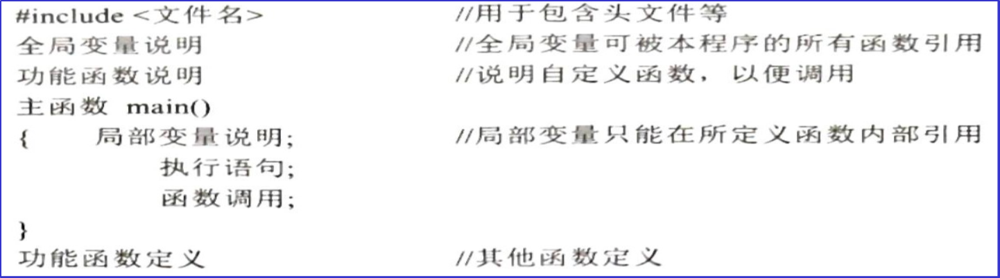 #include <文件名> //用于包含头文件等
全局变量说明 //全局变量可被本程序的所有函数引用
功能函数说明 //说明自定义函数，以便调用
主函数 main()
{ 局部变量说明; //局部变量只能在所定义函数内部引用
执行语句;
函数调用;
}
功能函数定义 //其他函数定义